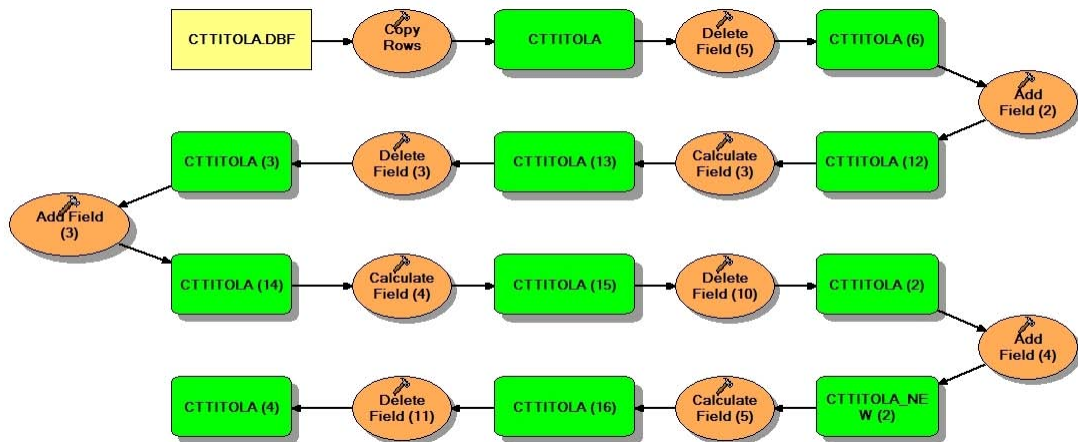 CTTITOLA.DBF
Copy
Rows
CTTITOLA
Delete
Field (5)
CTTITOLA (6)
Add
Field (2)
CTTITOLA (3)
Delete
Field (3)
CTTITOLA (13)
Calculate
Field (3)
CTTITOLA (12)
Add Field
(3)
CTTITOLA (14)
Calculate
Field (4)
CTTITOLA (15)
Delete
Field (10)
CTTITOLA (2)
Add
Field (4)
CTTITOLA (4)
Delete
Field (11)
CTTITOLA (16)
Calculate
Field (5)
CTTITOLA_NE
W (2)